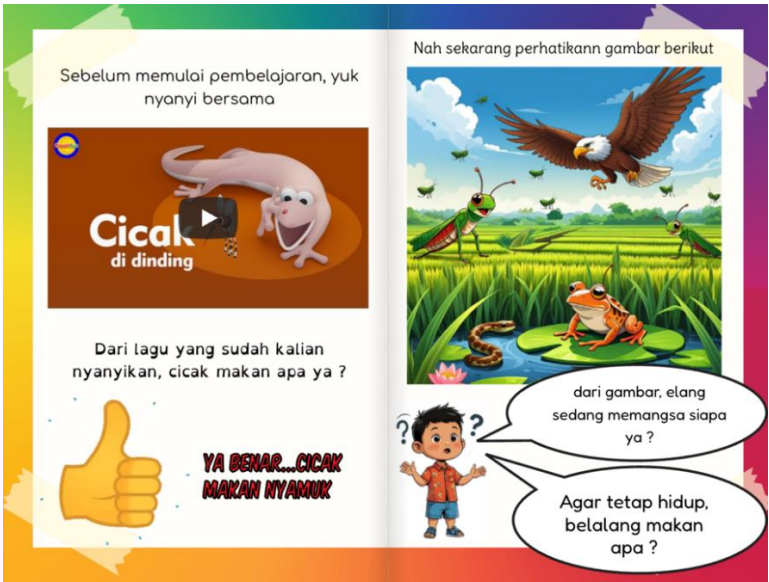 Sebelum memulai pembelajaran, yuk
nyanyi bersama
Cicak
di dinding
Dari lagu yang sudah kalian
nyanyikan, cicak makan apa ya ?
YA BENAR...CICAK
MAKAN NYAMUK
Nah sekarang perhatikann gambar berikut
dari gambar, elang
sedang memangsa siapa
ya ?
? ?
Agar tetap hidup,
belalang makan
apa ?